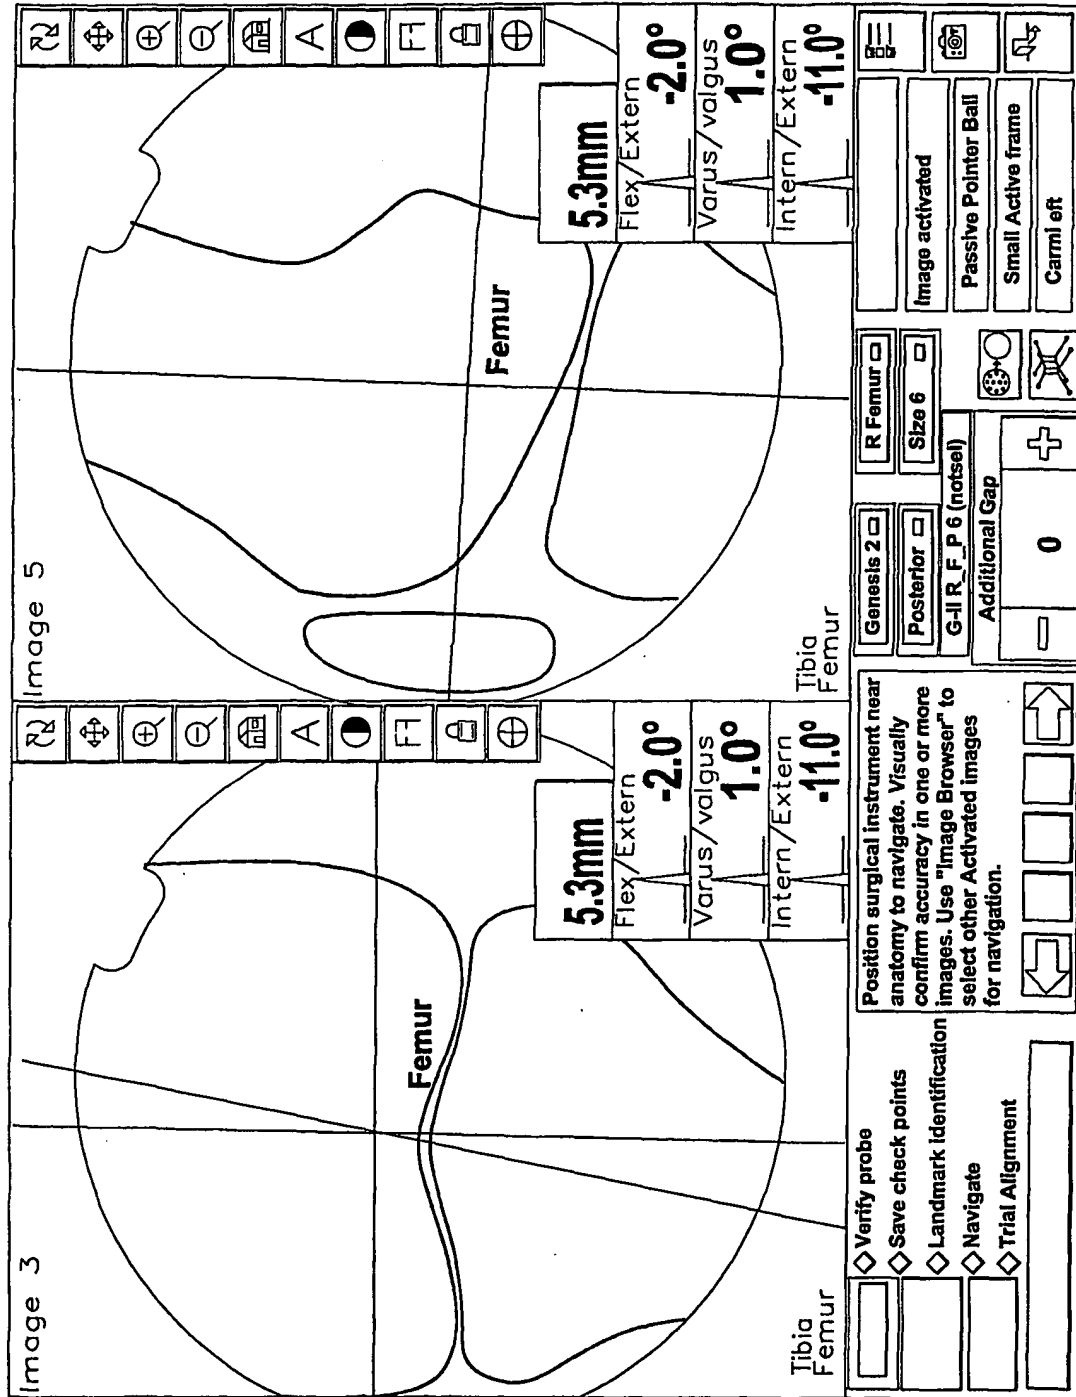 Image 3
Femur
5.3mm
Flex/Extern
-2.0°
Varus/valgus
1.0°
Intern/Extern
-11.0°
Tibia
Femur
Image 5
Femur
5.3mm
Flex/Extern
-2.0°
Varus/valgus
1.0°
Intern/Extern
-11.0°
Tibia
Femur
Verify probe
Save check points
Landmark identification
Navigate
Trial Alignment
Position surgical instrument near
anatomy to navigate. Visually
confirm accuracy in one or more
images. Use "Image Browser" to
select other Activated images
for navigation.
Genesis 2
R Femur
Posterior
Size 6
G-II R_F_P 6 (notsel)
Additional Gap
0
Image activated
Passive Pointer Ball
Small Active frame
Carmi eft